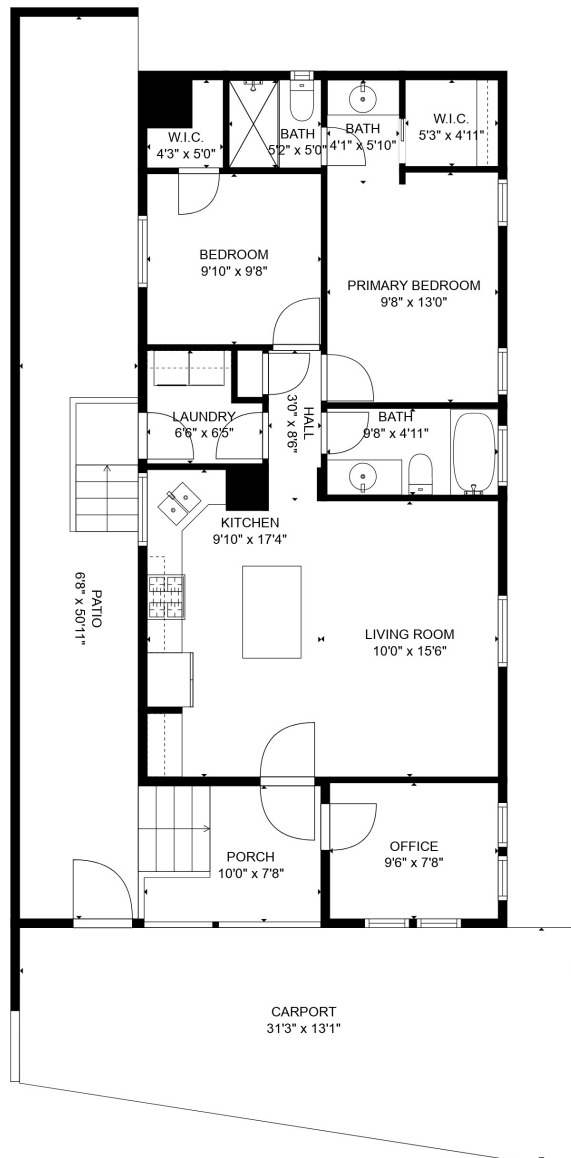 W.I.C.
4'3" x 5'0"
BATH
5'2" x 5'0"
BATH
4'1" x 5'10"
W.I.C.
5'3" x 4'11"
BEDROOM
9'10" x 9'8"
PRIMARY BEDROOM
9'8" x 13'0"
LAUNDRY
6'6" x 6'5"
HALL
3'0" x 8'6"
BATH
9'8" x 4'11"
KITCHEN
9'10" x 17'4"
PATIO
6'8" x 50'11"
LIVING ROOM
10'0" x 15'6"
PORCH
10'0" x 7'8"
OFFICE
9'6" x 7'8"
CARPORT
31'3" x 13'1"